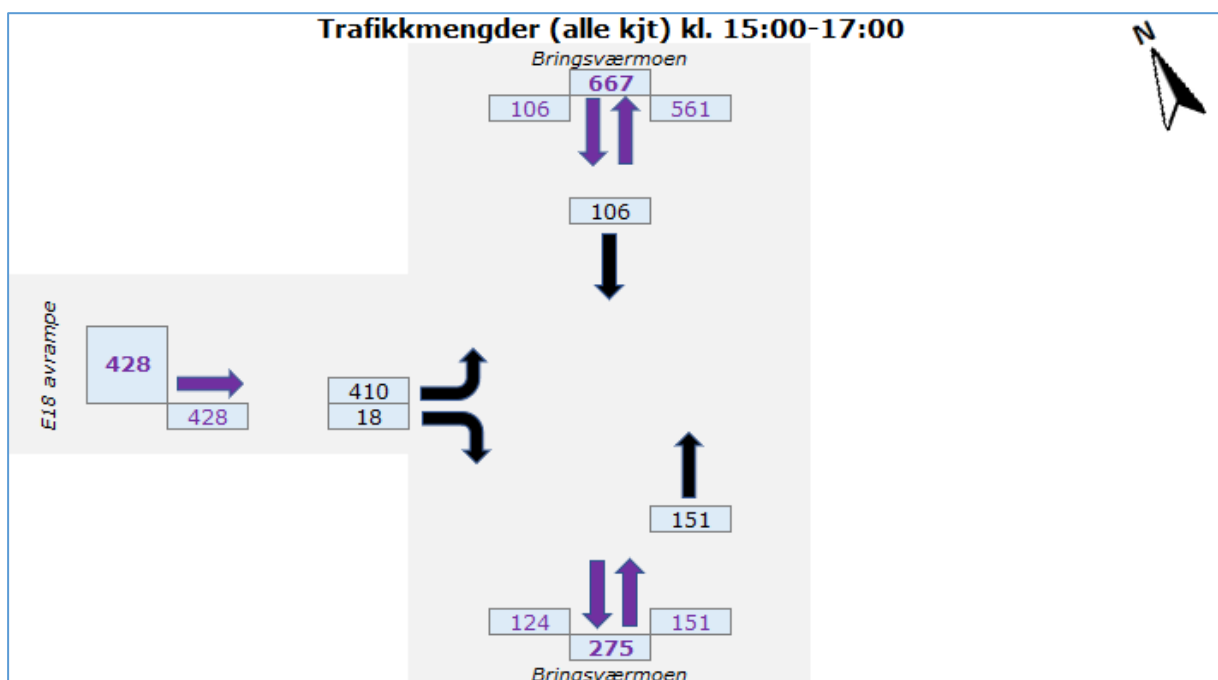 Trafikkmengder (alle kjt) kl. 15:00-17:00
N
Bringsværmoen
667
106 561
106
E18 avrampe
428
428
410
18
151
124 151
275
Bringsværmoen